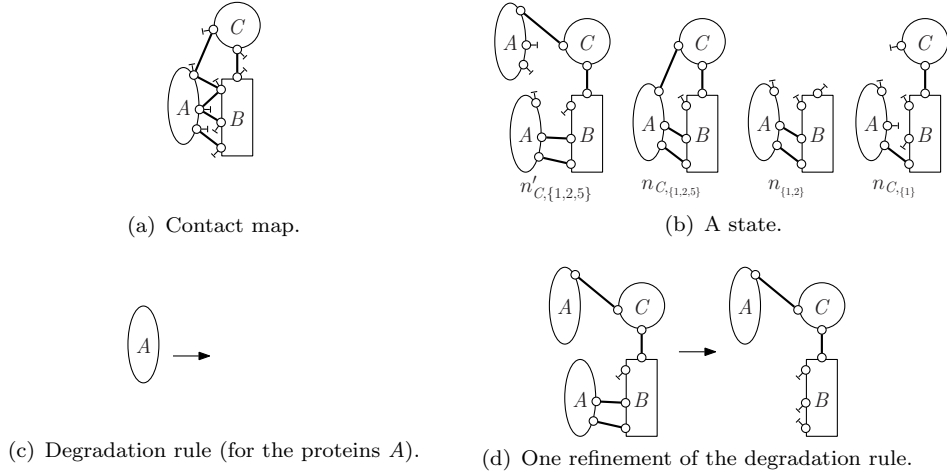 C
A
B
(a) Contact map.
A
C
A
B
n′C,{1,2,5}
C
A
B
nC,{1,2,5}
A
B
n{1,2}
C
A
B
nC,{1}
(b) A state.
A
(c) Degradation rule (for the proteins A).
A
C
A
B
A
C
B
(d) One refinement of the degradation rule.